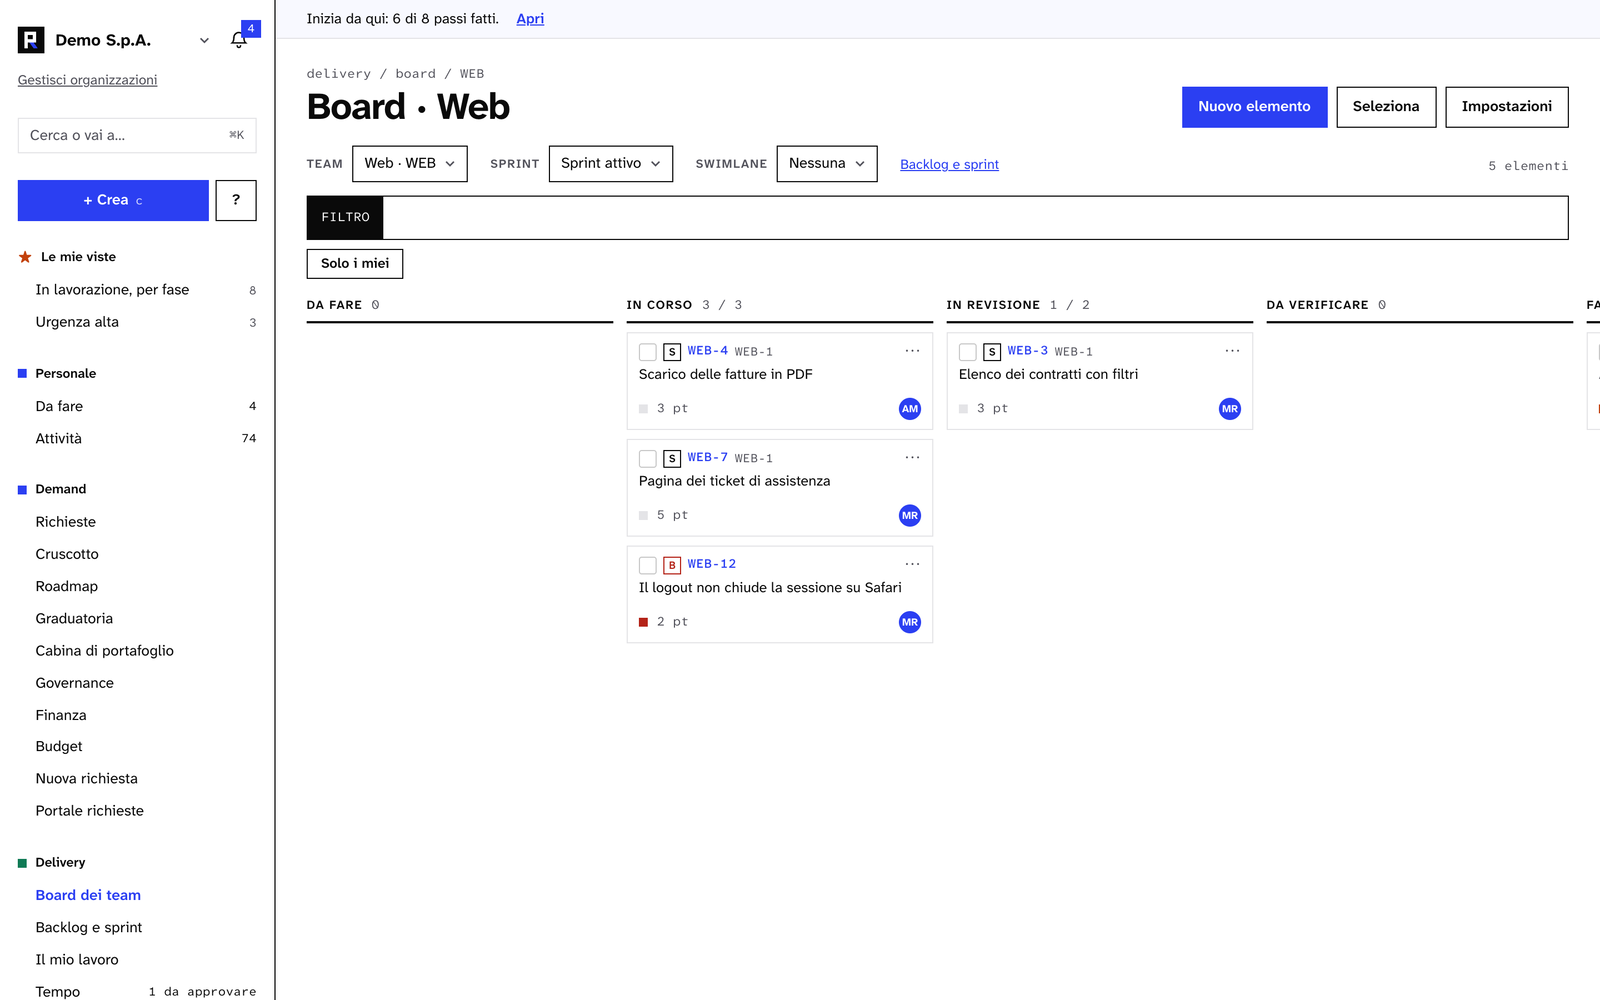 Demo S.p.A.
4
Gestisci organizzazioni
Cerca o vai a... ⌘K
+ Crea c
?
Le mie viste
In lavorazione, per fase 8
Urgenza alta 3
Personale
Da fare 4
Attività 74
Demand
Richieste
Cruscotto
Roadmap
Graduatoria
Cabina di portafoglio
Governance
Finanza
Budget
Nuova richiesta
Portale richieste
Delivery
Board dei team
Backlog e sprint
Il mio lavoro
Tempo 1 da approvare
Inizia da qui: 6 di 8 passi fatti. Apri
delivery / board / WEB
Board · Web
Nuovo elemento
Seleziona
Impostazioni
TEAM Web · WEB SPRINT Sprint attivo SWIMLANE Nessuna Backlog e sprint 5 elementi
FILTRO
Solo i miei
DA FARE 0
IN CORSO 3 / 3
S WEB-4 WEB-1 ...
Scarico delle fatture in PDF
3 pt AM
S WEB-7 WEB-1 ...
Pagina dei ticket di assistenza
5 pt MR
B WEB-12 ...
Il logout non chiude la sessione su Safari
2 pt MR
IN REVISIONE 1 / 2
S WEB-3 WEB-1 ...
Elenco dei contratti con filtri
3 pt MR
DA VERIFICARE 0
FA